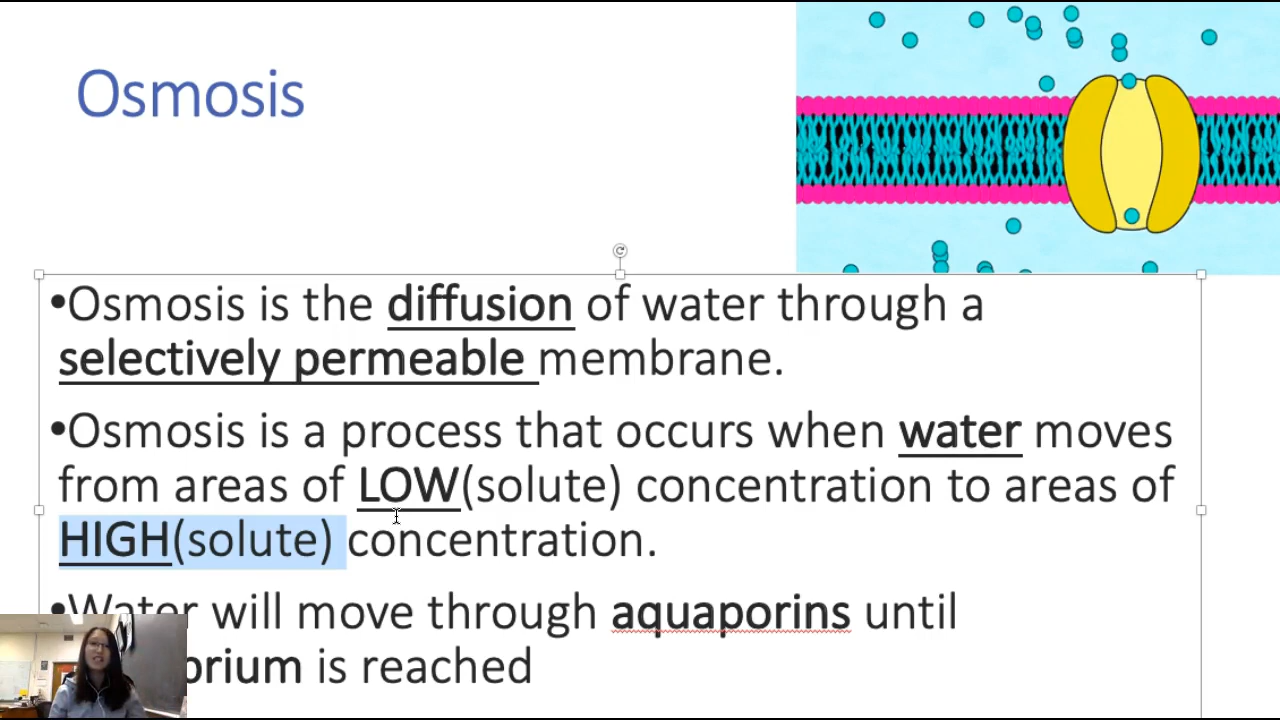 Osmosis
•Osmosis is the diffusion of water through a
selectively permeable membrane.
•Osmosis is a process that occurs when water moves
from areas of LOW(solute) concentration to areas of
HIGH(solute) concentration.
•Water will move through aquaporins until
brium is reached